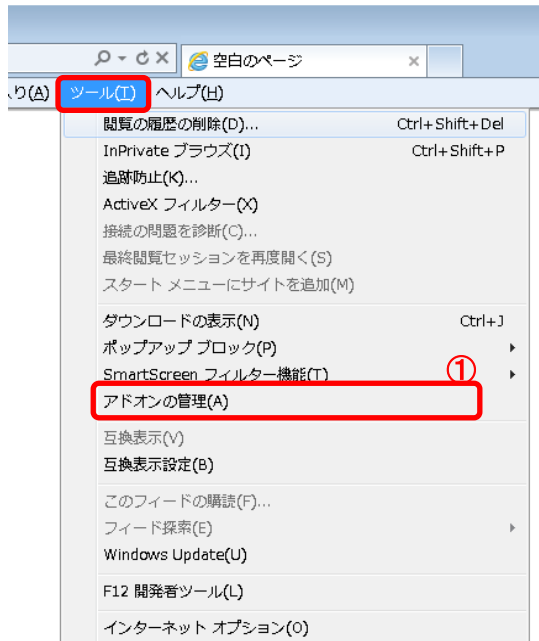 空白のページ
入り(A) ツール(T) ヘルプ(H)
閲覧の履歴の削除(D)... Ctrl+Shift+Del
InPrivate ブラウズ(I) Ctrl+Shift+P
追跡防止(K)...
ActiveX フィルター(X)
接続の問題を診断(C)...
最終閲覧セッションを再度開く(S)
スタート メニューにサイトを追加(M)
ダウンロードの表示(N) Ctrl+J
ポップアップ ブロック(P)
SmartScreen フィルター機能(T)
①
アドオンの管理(A)
互換表示(V)
互換表示設定(B)
このフィードの購読(F)...
フィード探索(E)
Windows Update(U)
F12 開発者ツール(L)
インターネット オプション(O)